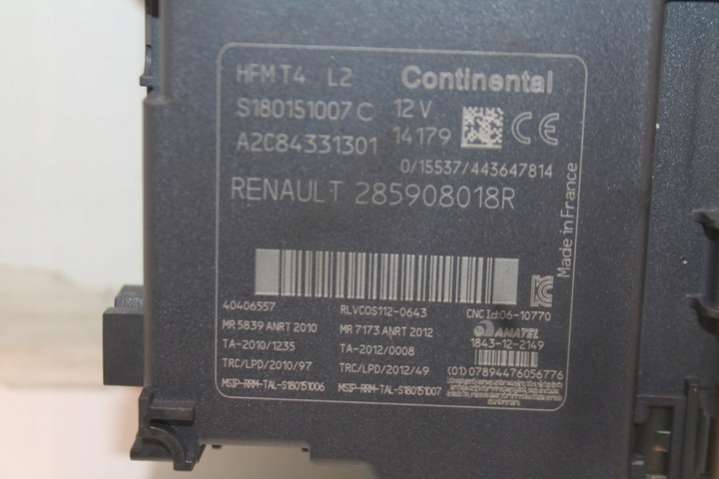 HFM T4 L2 Continental
S180151007C 12 V
A2C84331301 14179 CE
0/15537/443647814
RENAULT 285908018R
Made in France
40406557 RLVCOS112-0643 CNC Id:06-10770
MR 5839 ANRT 2010 MR 7173 ANRT 2012 ANATEL
TA-2010/1235 TA-2012/0008 1843-12-2149
TRC/LPD/2010/97 TRC/LPD/2012/49 (01) 07894476056776
MSIP-RRM-TAL-S180151006 MSIP-RRM-TAL-S180151007